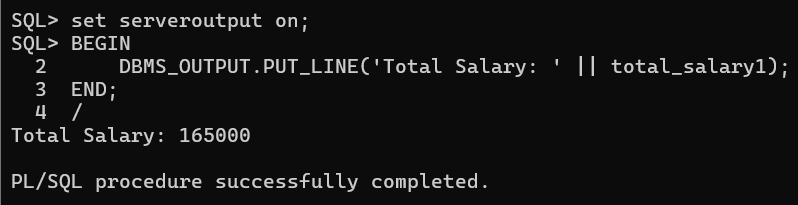 SQL> set serveroutput on;
SQL> BEGIN
  2      DBMS_OUTPUT.PUT_LINE('Total Salary: ' || total_salary1);
  3  END;
  4  /
Total Salary: 165000

PL/SQL procedure successfully completed.